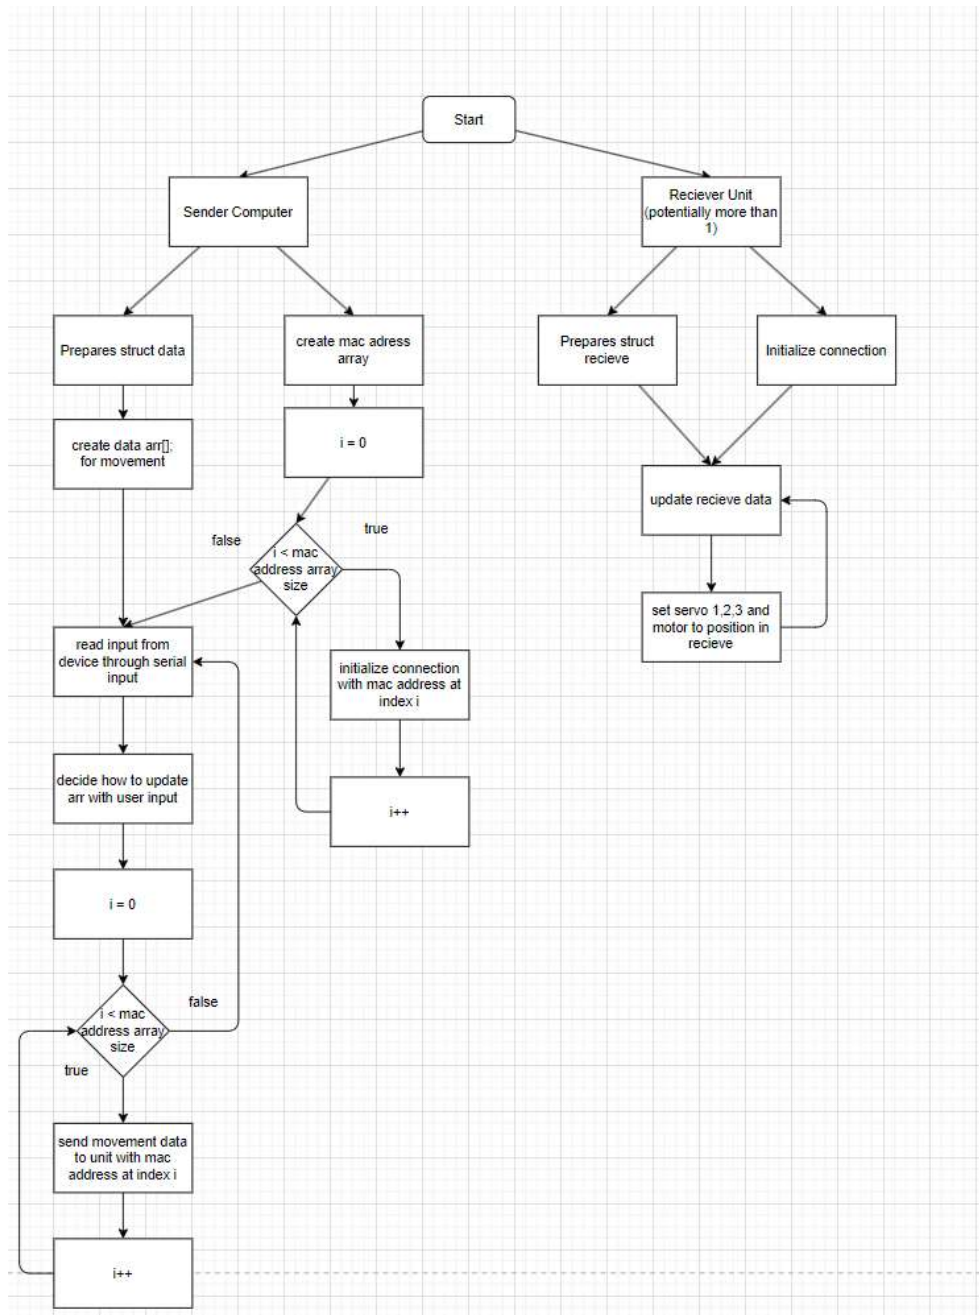 Start
Sender Computer
Reciever Unit
(potentially more than
1)
Prepares struct data
create mac adress
array
Prepares struct
recieve
Initialize connection
create data arr[];
for movement
i = 0
update recieve data
false
true
i < mac
address array
size
set servo 1,2,3 and
motor to position in
recieve
read input from
device through serial
input
initialize connection
with mac address at
index i
decide how to update
arr with user input
i++
i = 0
false
i < mac
address array
size
true
send movement data
to unit with mac
address at index i
i++